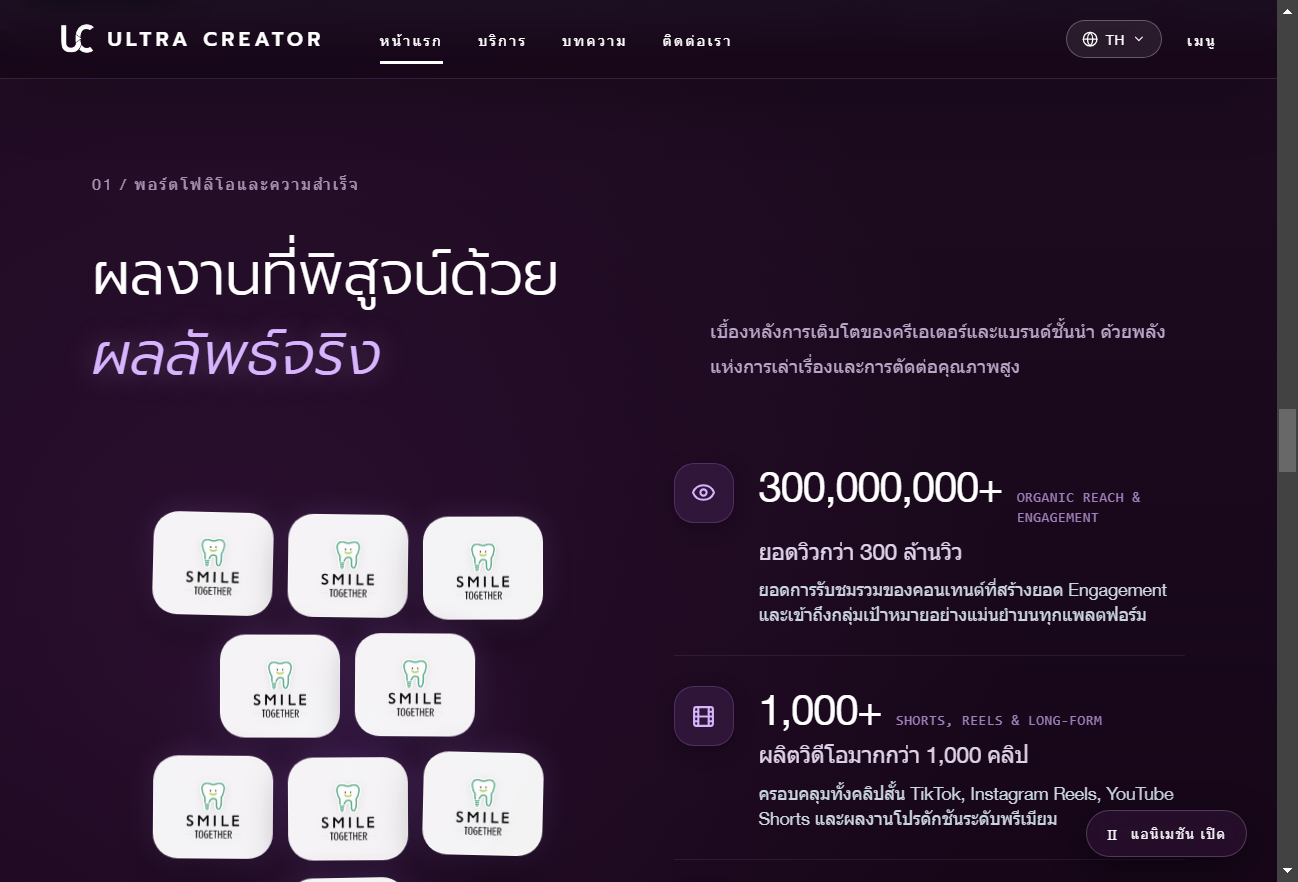 ULTRA CREATOR
หน้าแรก
บริการ
บทความ
ติดต่อเรา
TH
เมนู
01 / พอร์ตโฟลิโอและความสำเร็จ
ผลงานที่พิสูจน์ด้วย
ผลลัพธ์จริง
เบื้องหลังการเติบโตของครีเอเตอร์และแบรนด์ชั้นนำ ด้วยพลัง
แห่งการเล่าเรื่องและการตัดต่อคุณภาพสูง
SMILE
TOGETHER
SMILE
TOGETHER
SMILE
TOGETHER
SMILE
TOGETHER
SMILE
TOGETHER
SMILE
TOGETHER
SMILE
TOGETHER
SMILE
TOGETHER
300,000,000+
ORGANIC REACH &
ENGAGEMENT
ยอดวิวกว่า 300 ล้านวิว
ยอดการรับชมรวมของคอนเทนต์ที่สร้างยอด Engagement
และเข้าถึงกลุ่มเป้าหมายอย่างแม่นยำบนทุกแพลตฟอร์ม
1,000+
SHORTS, REELS & LONG-FORM
ผลิตวิดีโอมากกว่า 1,000 คลิป
ครอบคลุมทั้งคลิปสั้น TikTok, Instagram Reels, YouTube
Shorts และผลงานโปรดักชันระดับพรีเมียม
แอนิเมชัน เปิด